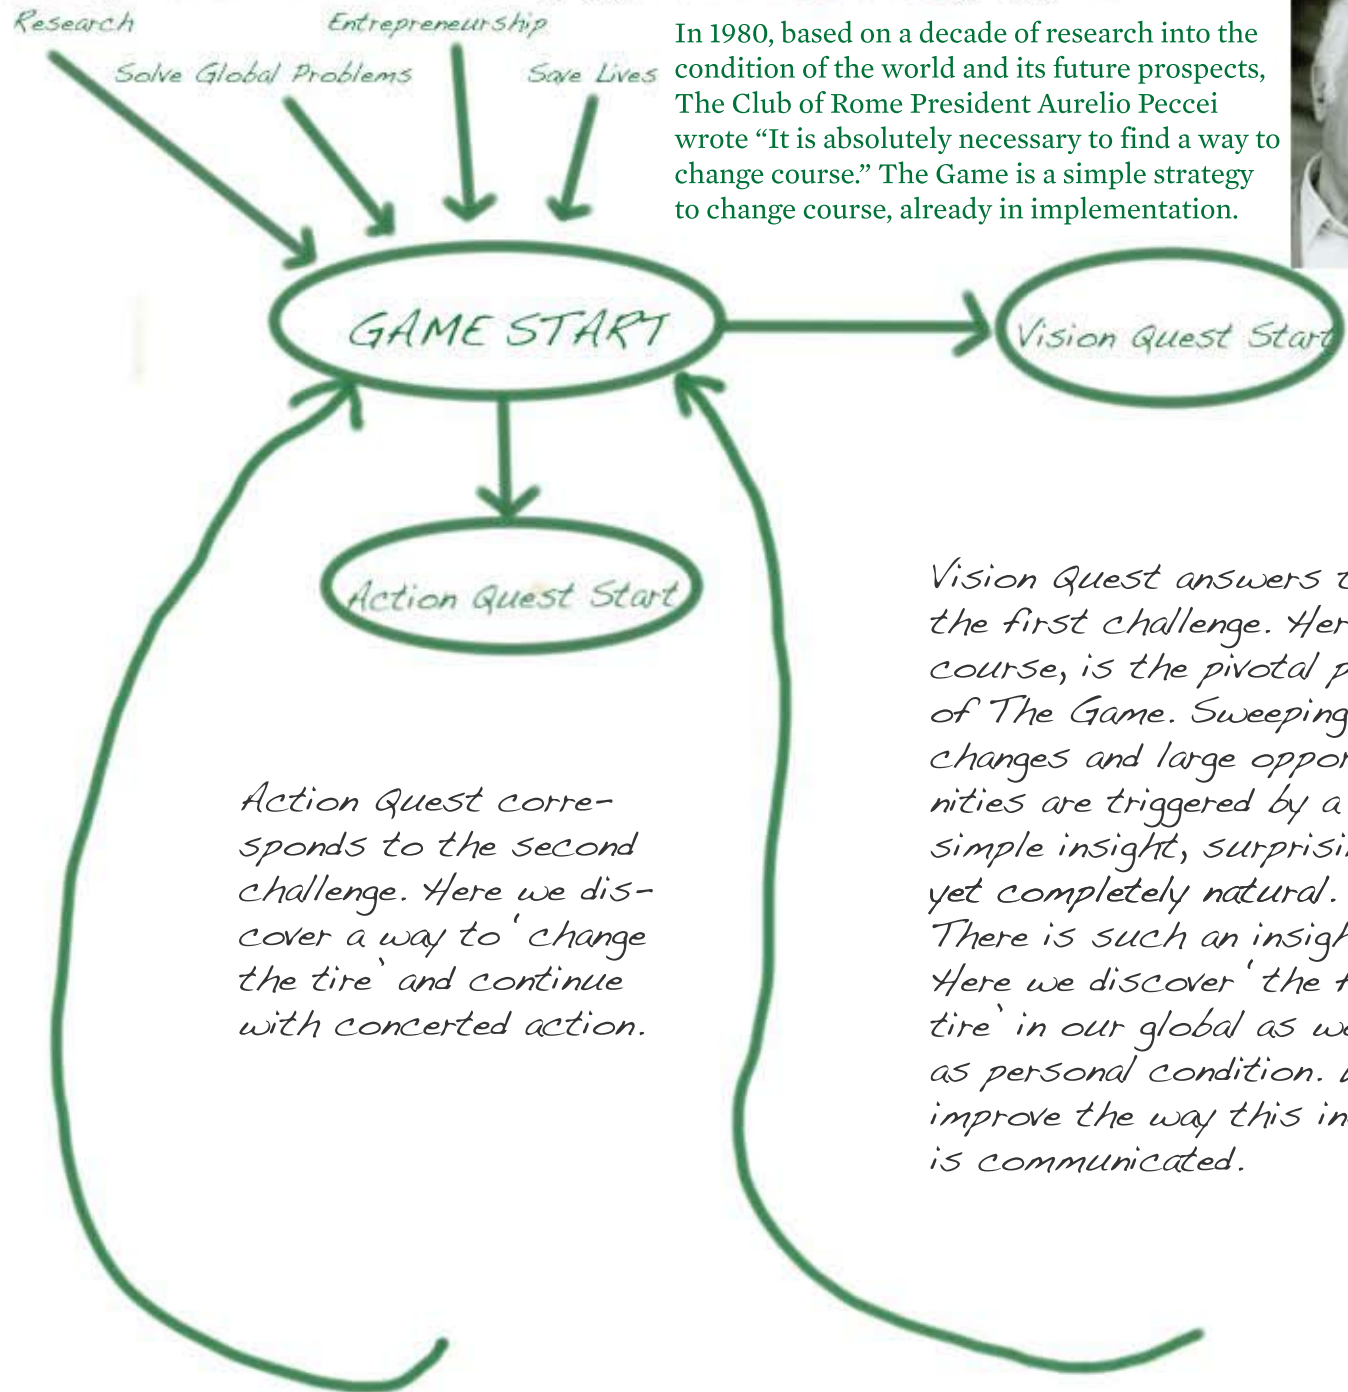 Research
Entrepreneurship
Solve Global Problems
Save Lives
In 1980, based on a decade of research into the
condition of the world and its future prospects,
The Club of Rome President Aurelio Peccei
wrote “It is absolutely necessary to find a way to
change course.” The Game is a simple strategy
to change course, already in implementation.
GAME START
Vision Quest Start
Action Quest Start
Vision Quest answers
the first challenge.
course, is the pivotal
of The Game. Sweeping
changes and large
nities are triggered by a
simple insight,
yet completely natural.
There is such an
Here we discover ‘the
tire’ in our global as
as personal condition.
improve the way this
is communicated.
Action Quest corre-
sponds to the second
challenge. Here we dis-
cover a way to ‘change
the tire’ and continue
with concerted action.